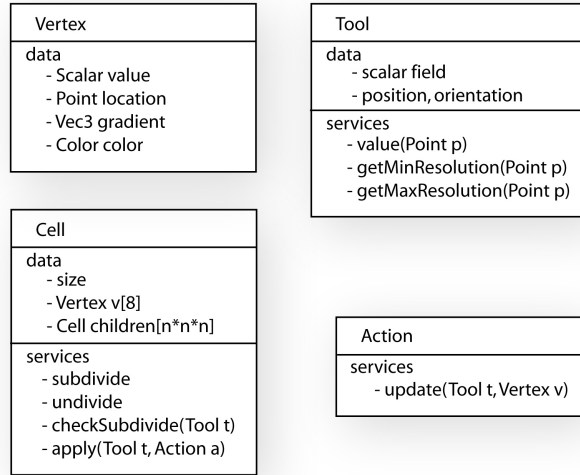 Vertex
data
- Scalar value
- Point location
- Vec3 gradient
- Color color
Tool
data
- scalar field
- position, orientation
services
- value(Point p)
- getMinResolution(Point p)
- getMaxResolution(Point p)
Cell
data
- size
- Vertex v[8]
- Cell children[n*n*n]
services
- subdivide
- undivide
- checkSubdivide(Tool t)
- apply(Tool t, Action a)
Action
services
- update(Tool t, Vertex v)